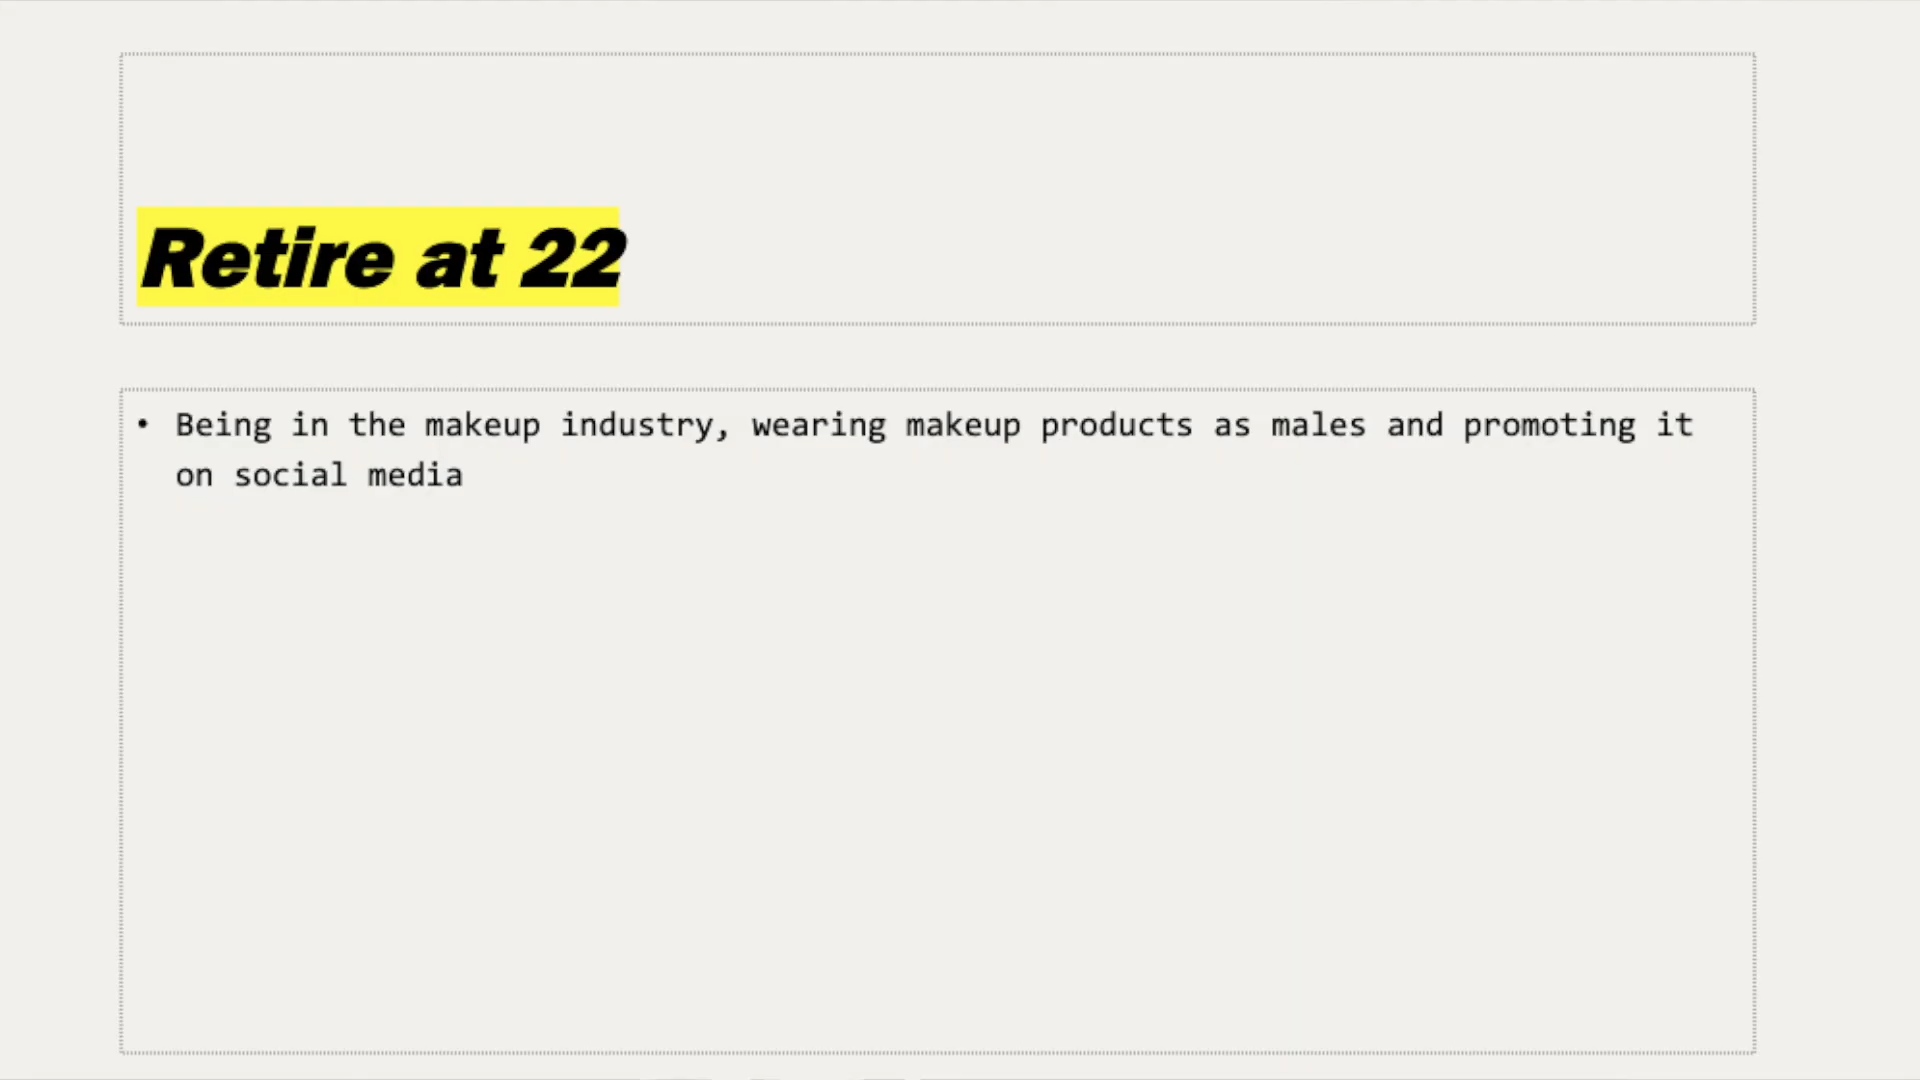 Retire at 22
• Being in the makeup industry, wearing makeup products as males and promoting it
on social media